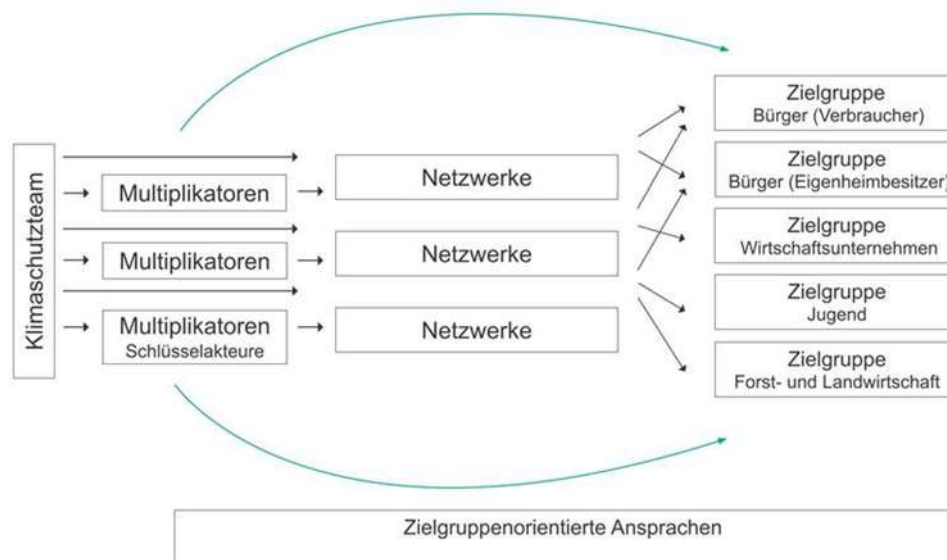 Klimaschutzteam
Multiplikatoren
Multiplikatoren
Multiplikatoren
Schlüsselakteure
Netzwerke
Netzwerke
Netzwerke
Zielgruppe
Bürger (Verbraucher)
Zielgruppe
Bürger (Eigenheimbesitzer)
Zielgruppe
Wirtschaftsunternehmen
Zielgruppe
Jugend
Zielgruppe
Forst- und Landwirtschaft
Zielgruppenorientierte Ansprachen